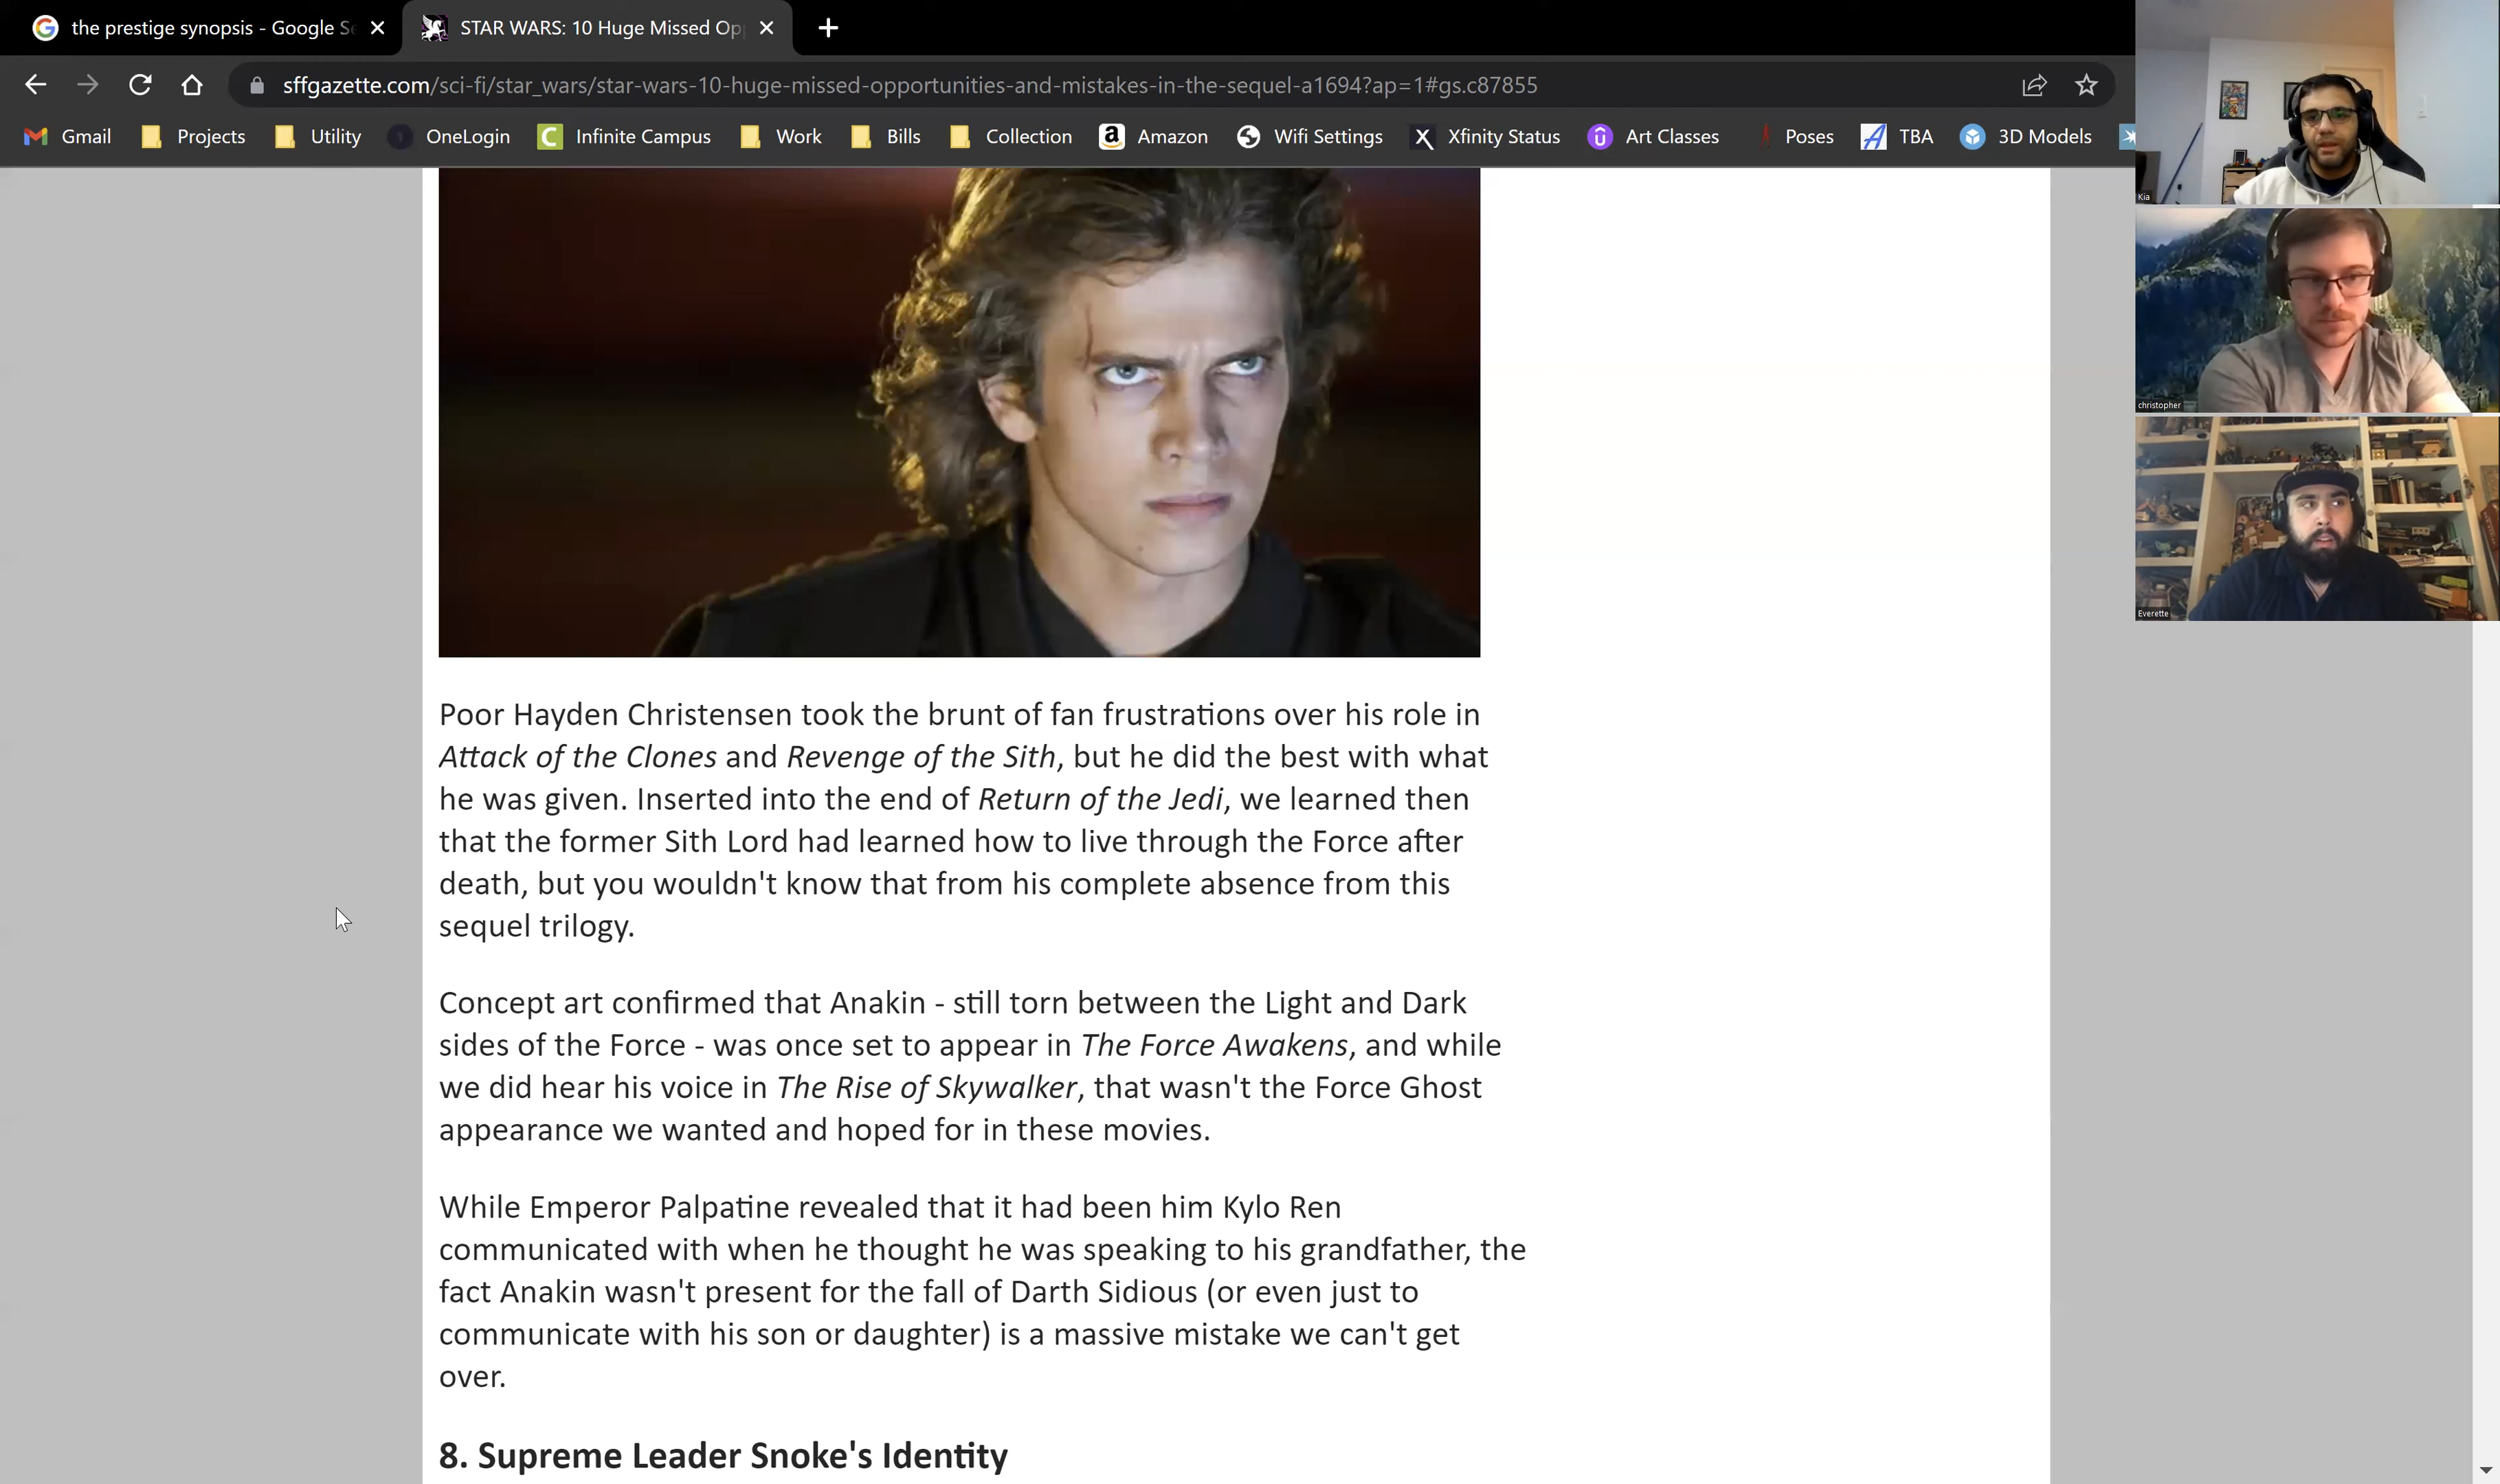 the prestige synopsis - Google Se
STAR WARS: 10 Huge Missed Opp
sffgazette.com/sci-fi/star_wars/star-wars-10-huge-missed-opportunities-and-mistakes-in-the-sequel-a1694?ap=1#gs.c87855
Gmail Projects Utility OneLogin Infinite Campus Work Bills Collection Amazon Wifi Settings Xfinity Status Art Classes Poses TBA 3D Models
Kia
christopher
Everette
Poor Hayden Christensen took the brunt of fan frustrations over his role in
Attack of the Clones and Revenge of the Sith, but he did the best with what
he was given. Inserted into the end of Return of the Jedi, we learned then
that the former Sith Lord had learned how to live through the Force after
death, but you wouldn't know that from his complete absence from this
sequel trilogy.
Concept art confirmed that Anakin - still torn between the Light and Dark
sides of the Force - was once set to appear in The Force Awakens, and while
we did hear his voice in The Rise of Skywalker, that wasn't the Force Ghost
appearance we wanted and hoped for in these movies.
While Emperor Palpatine revealed that it had been him Kylo Ren
communicated with when he thought he was speaking to his grandfather, the
fact Anakin wasn't present for the fall of Darth Sidious (or even just to
communicate with his son or daughter) is a massive mistake we can't get
over.
8. Supreme Leader Snoke's Identity